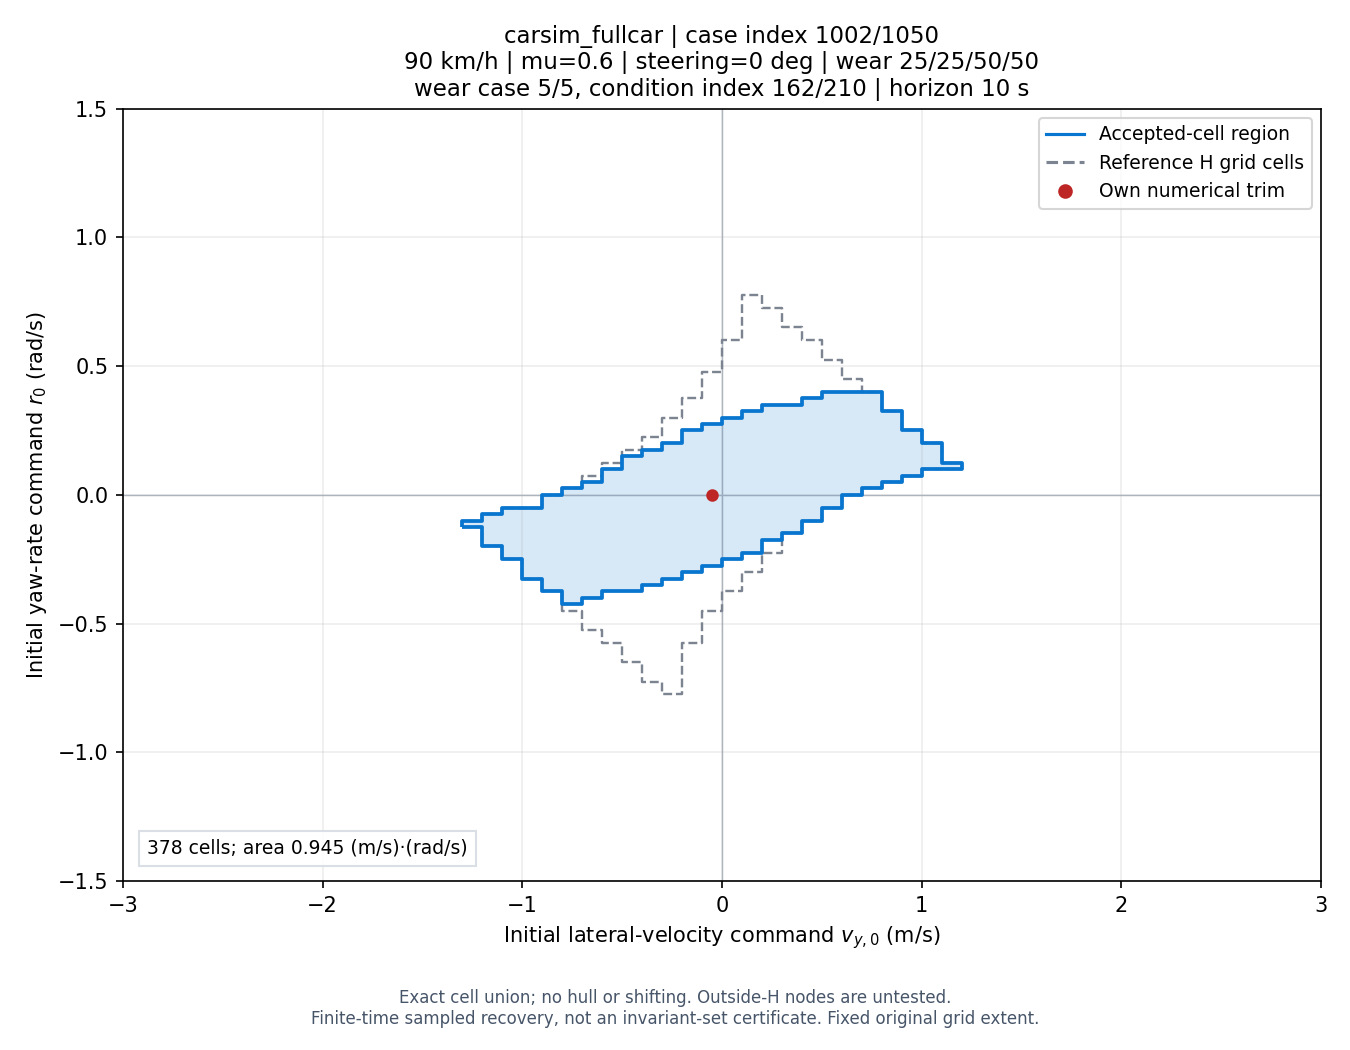 carsim_fullcar | case index 1002/1050
90 km/h | mu=0.6 | steering=0 deg | wear 25/25/50/50
wear case 5/5, condition index 162/210 | horizon 10 s
Accepted-cell region
Reference H grid cells
Own numerical trim
1.5
1.0
0.5
0.0
−0.5
−1.0
−1.5
Initial yaw-rate command r0 (rad/s)
378 cells; area 0.945 (m/s)·(rad/s)
−3
−2
−1
0
1
2
3
Initial lateral-velocity command vy,0 (m/s)
Exact cell union; no hull or shifting. Outside-H nodes are untested.
Finite-time sampled recovery, not an invariant-set certificate. Fixed original grid extent.